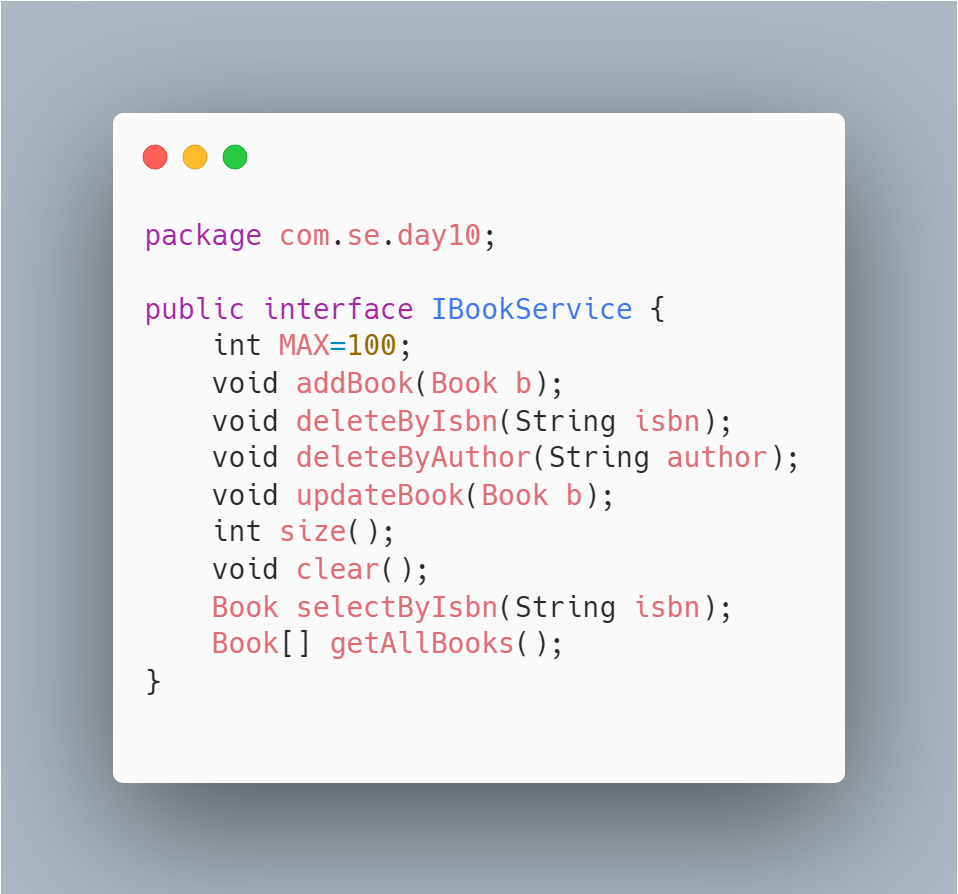 package com.se.day10;
public interface IBookService {
int MAX=100;
void addBook(Book b);
void deleteByIsbn(String isbn);
void deleteByAuthor(String author);
void updateBook(Book b);
int size();
void clear();
Book selectByIsbn(String isbn);
Book[] getAllBooks();
}